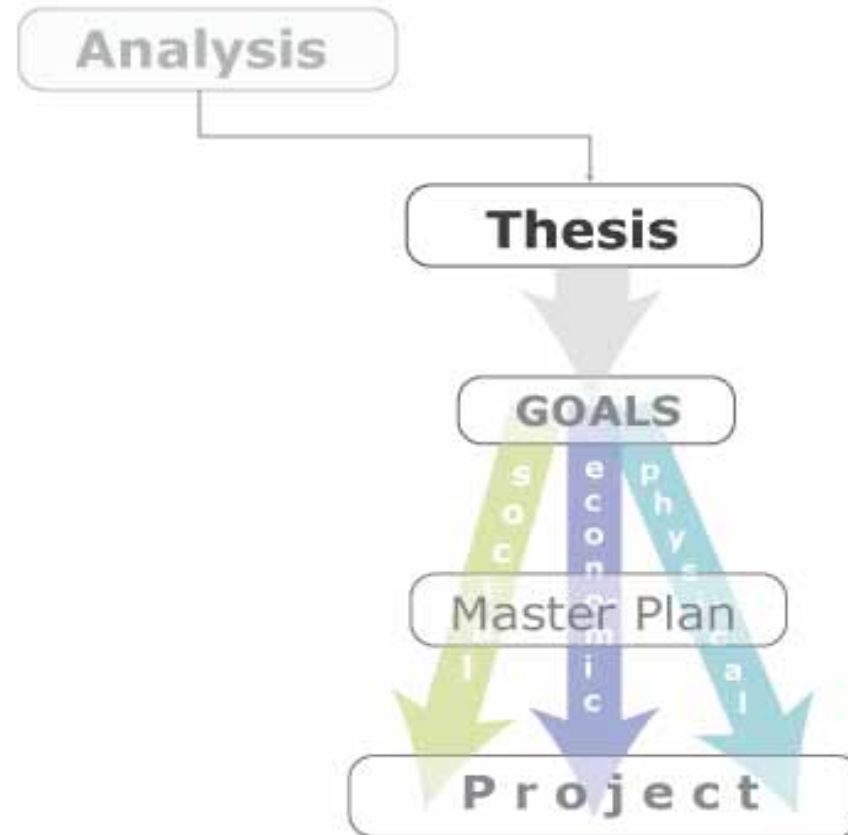 Analysis
Thesis
GOALS
social
economic
physical
Master Plan
Project